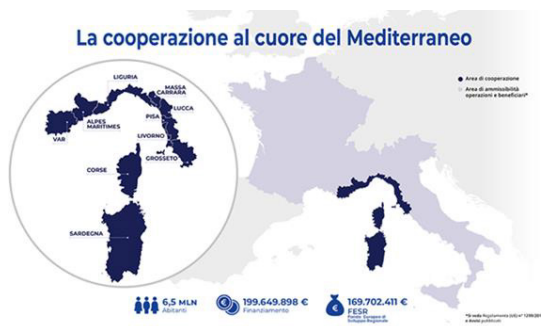 La cooperazione al cuore del Mediterraneo
LIGURIA
MASSA
CARRARA
LUCCA
PISA
ALPES
MARITIMES
LIVORNO
VAR
GROSSETO
CORSE
SARDEGNA
Area di cooperazione
Area di ammissibilità
operazioni e beneficiari*
6,5 MLN
Abitanti
199.649.898 €
Finanziamento
169.702.411 €
FESR
Fondo Europeo di
Sviluppo Regionale
Regolamento (UE) n°